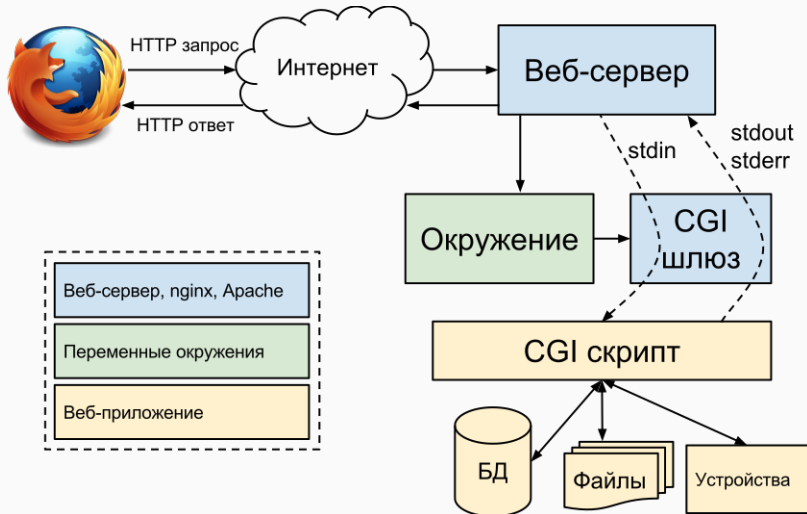 HTTP запрос
Интернет
Веб-сервер
HTTP ответ
stdin
stdout
stderr
Окружение
CGI
шлюз
Веб-сервер, nginx, Apache
Переменные окружения
Веб-приложение
CGI скрипт
БД
Файлы
Устройства